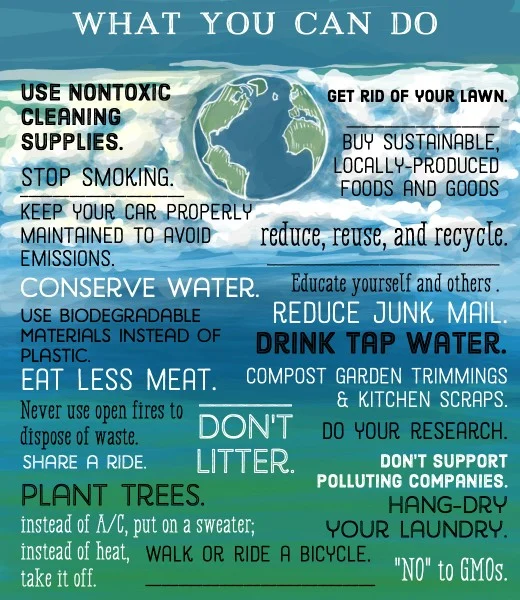 WHAT YOU CAN DO
USE NONTOXIC
CLEANING
SUPPLIES.
STOP SMOKING.
KEEP YOUR CAR PROPERLY
MAINTAINED TO AVOID
EMISSIONS.
CONSERVE WATER.
USE BIODEGRADABLE
MATERIALS INSTEAD OF
PLASTIC.
EAT LESS MEAT.
Never use open fires to
dispose of waste.
SHARE A RIDE.
DON'T
LITTER.
PLANT TREES.
instead of A/C, put on a sweater;
instead of heat,
take it off.
WALK OR RIDE A BICYCLE.
GET RID OF YOUR LAWN.
BUY SUSTAINABLE,
LOCALLY-PRODUCED
FOODS AND GOODS
reduce, reuse, and recycle.
Educate yourself and others .
REDUCE JUNK MAIL.
DRINK TAP WATER.
COMPOST GARDEN TRIMMINGS
& KITCHEN SCRAPS.
DO YOUR RESEARCH.
DON'T SUPPORT
POLLUTING COMPANIES.
HANG-DRY
YOUR LAUNDRY.
"NO" to GMOs.